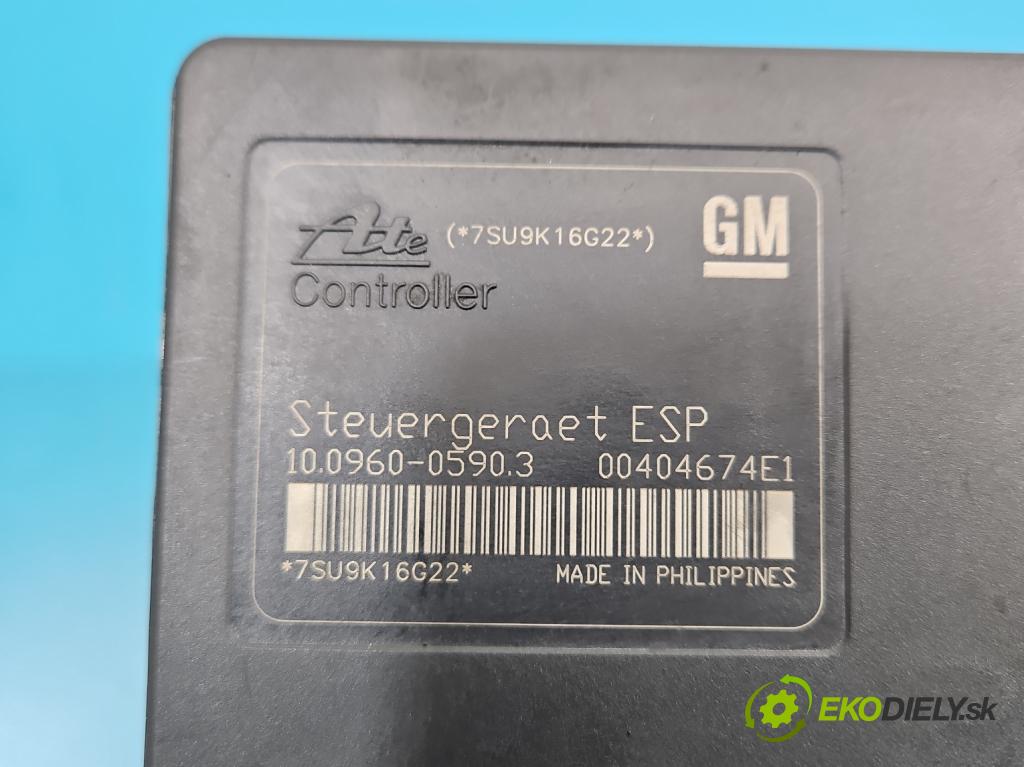 Ate (*7SU9K16G22*) GM
Controller
Steuergeraet ESP
10.0960-0590.3 00404674E1
*7SU9K16G22* MADE IN PHILIPPINES
EKODIELY.sk